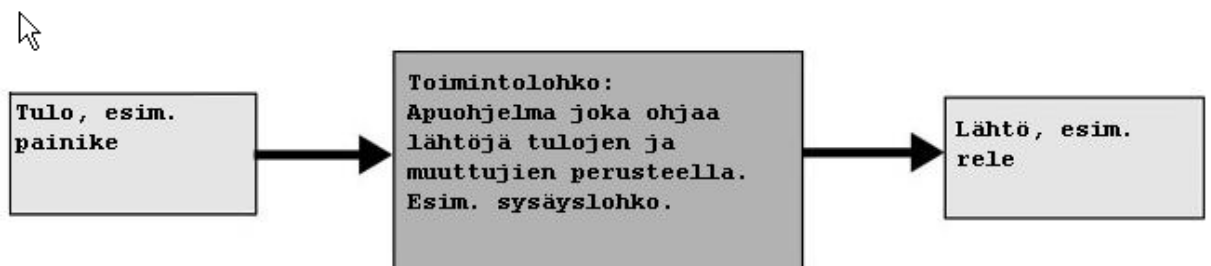 Tulo, esim.
painike
Toimintolohko:
Apuohjelma joka ohjaa
lähtöjä tulojen ja
muuttujien perusteella.
Esim. sysäyslohko.
Lähtö, esim.
rele